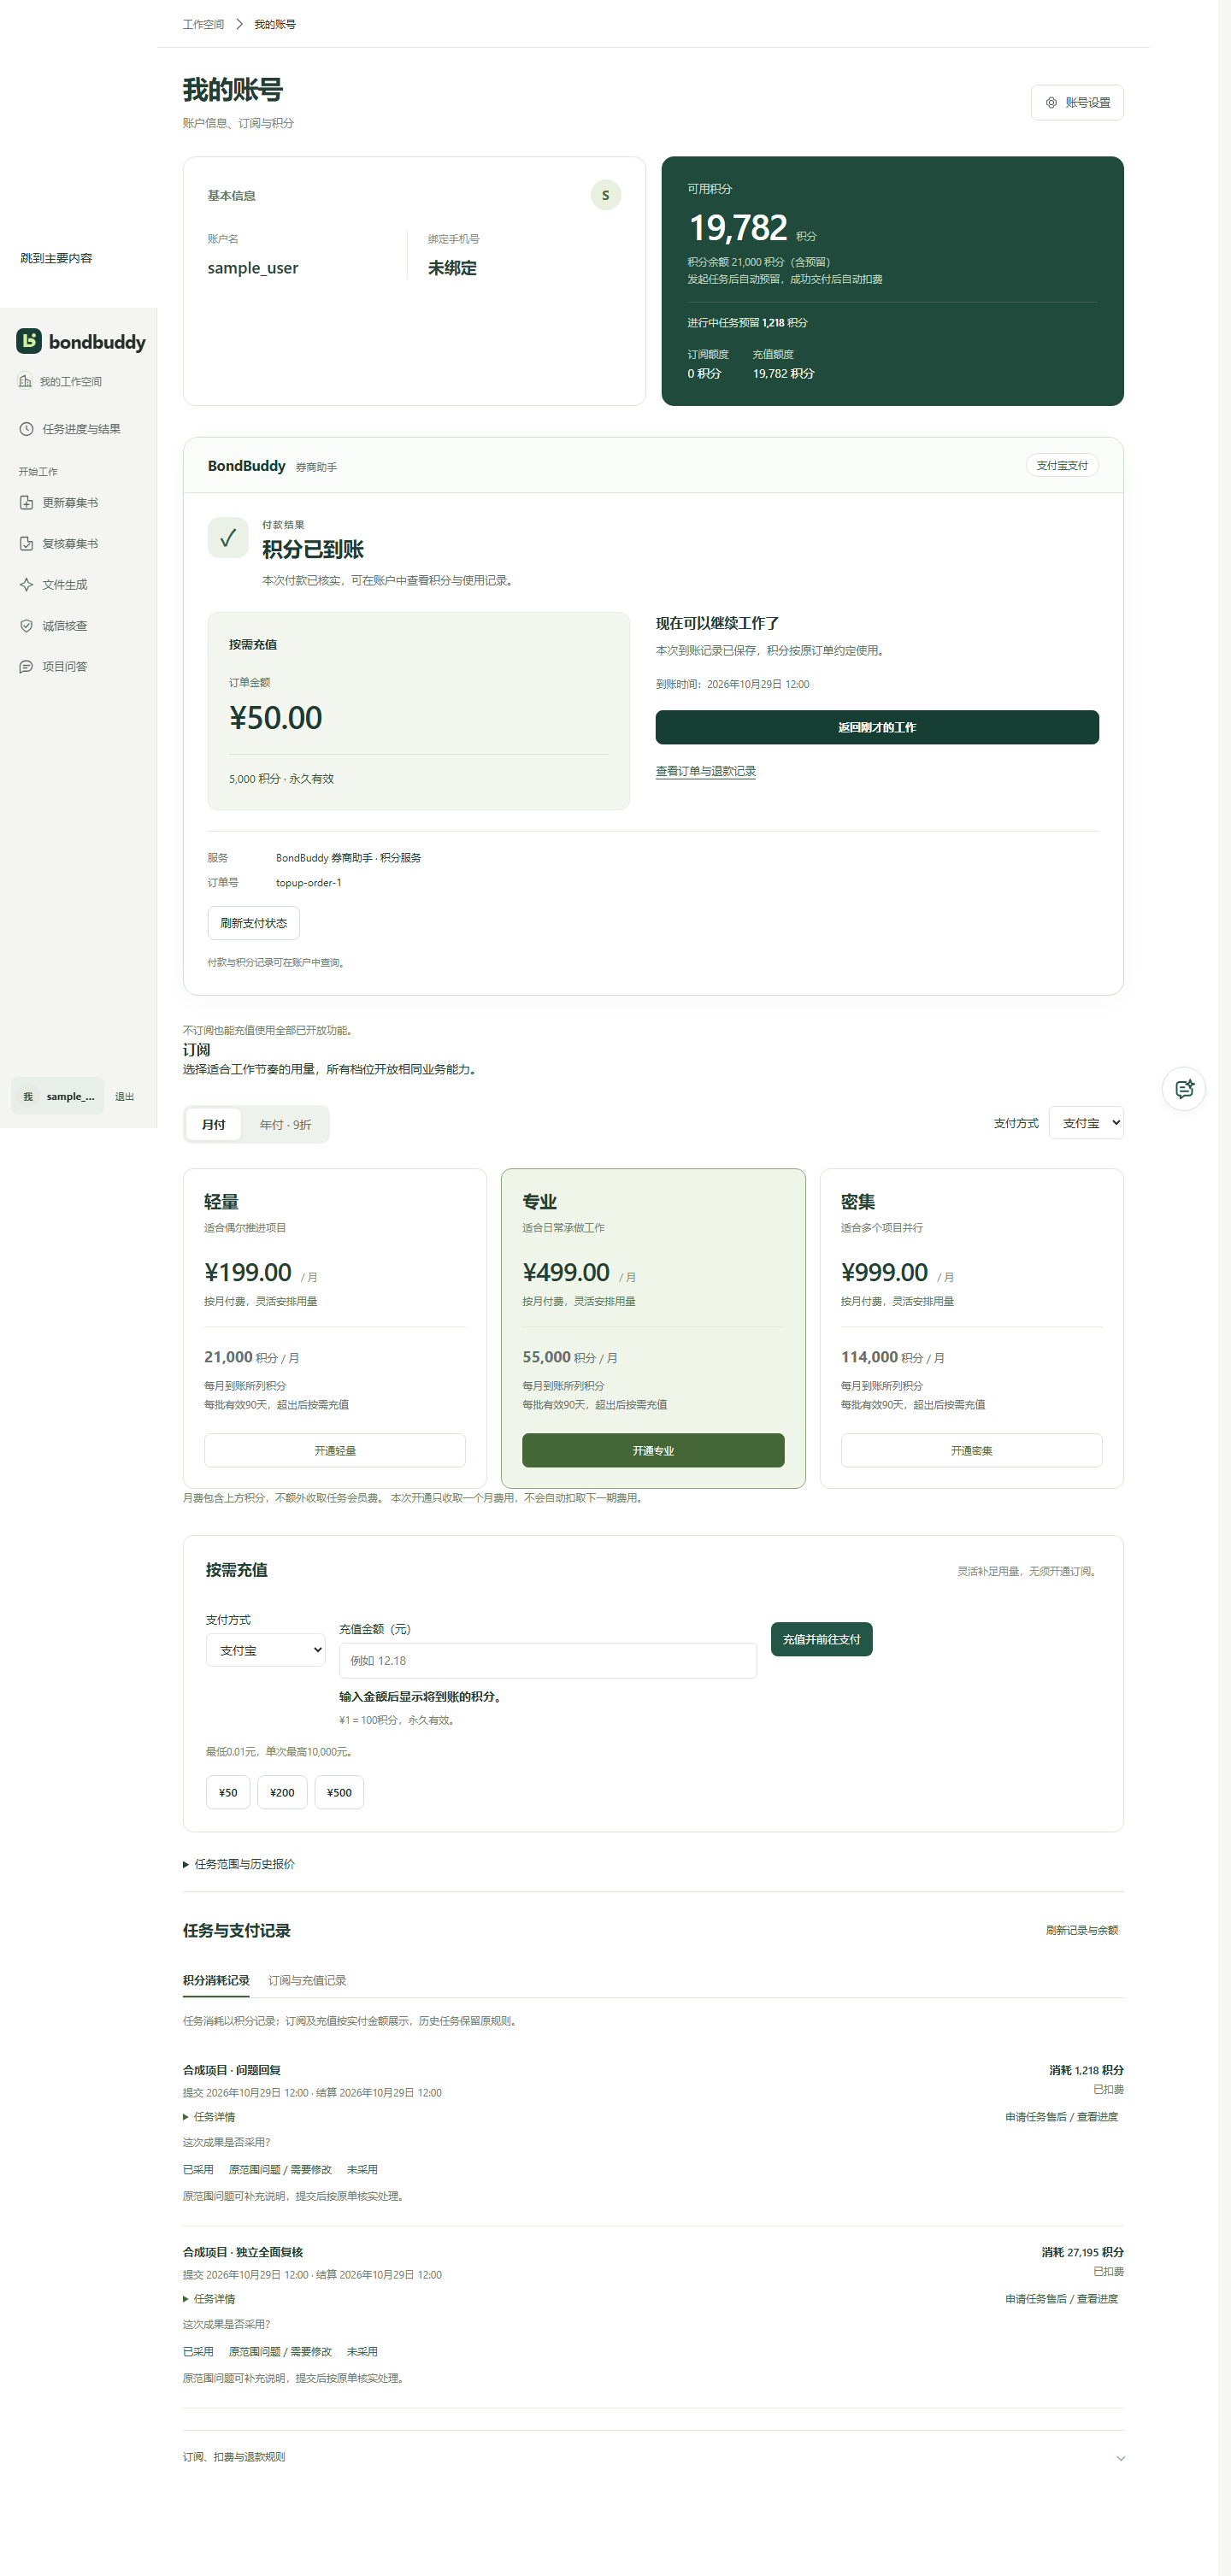 工作空间 > 我的账号
我的账号
账户信息、订阅与积分
账号设置
跳到主要内容
bondbuddy
我的工作空间
任务进度与结果
开始工作
更新募集书
复核募集书
文件生成
诚信核查
项目问答
我 sample_... 退出
基本信息
S
账户名
sample_user
绑定手机号
未绑定
可用积分
19,782 积分
积分余额 21,000 积分（含预留）
发起任务后自动预留，成功交付后自动扣费
进行中任务预留 1,218 积分
订阅额度
0 积分
充值额度
19,782 积分
BondBuddy 券商助手
支付宝支付
付款结果
积分已到账
本次付款已核实，可在账户中查看积分与使用记录。
按需充值
订单金额
¥50.00
5,000 积分 · 永久有效
现在可以继续工作了
本次到账记录已保存，积分按原订单约定使用。
到账时间：2026年10月29日 12:00
返回刚才的工作
查看订单与退款记录
服务 BondBuddy 券商助手 · 积分服务
订单号 topup-order-1
刷新支付状态
付款与积分记录可在账户中查询。
不订阅也能充值使用全部已开放功能。
订阅
选择适合工作节奏的用量，所有档位开放相同业务能力。
月付 年付 · 9折
支付方式 支付宝
轻量
适合偶尔推进项目
¥199.00 / 月
按月付费，灵活安排用量
21,000 积分 / 月
每月到账所列积分
每批有效90天，超出后按需充值
开通轻量
专业
适合日常承做工作
¥499.00 / 月
按月付费，灵活安排用量
55,000 积分 / 月
每月到账所列积分
每批有效90天，超出后按需充值
开通专业
密集
适合多个项目并行
¥999.00 / 月
按月付费，灵活安排用量
114,000 积分 / 月
每月到账所列积分
每批有效90天，超出后按需充值
开通密集
月费包含上方积分，不额外收取任务会员费。 本次开通只收取一个月费用，不会自动扣取下一期费用。
按需充值
灵活补足用量，无须开通订阅。
支付方式
支付宝
充值金额（元）
例如 12.18
充值并前往支付
输入金额后显示将到账的积分。
¥1 = 100积分，永久有效。
最低0.01元，单次最高10,000元。
¥50 ¥200 ¥500
任务范围与历史报价
任务与支付记录
刷新记录与余额
积分消耗记录 订阅与充值记录
任务消耗以积分记录；订阅及充值按实付金额展示，历史任务保留原规则。
合成项目 · 问题回复
消耗 1,218 积分
提交 2026年10月29日 12:00 · 结算 2026年10月29日 12:00
已扣费
任务详情
申请任务售后 / 查看进度
这次成果是否采用？
已采用 原范围问题 / 需要修改 未采用
原范围问题可补充说明，提交后按原单核实处理。
合成项目 · 独立全面复核
消耗 27,195 积分
提交 2026年10月29日 12:00 · 结算 2026年10月29日 12:00
已扣费
任务详情
申请任务售后 / 查看进度
这次成果是否采用？
已采用 原范围问题 / 需要修改 未采用
原范围问题可补充说明，提交后按原单核实处理。
订阅、扣费与退款规则